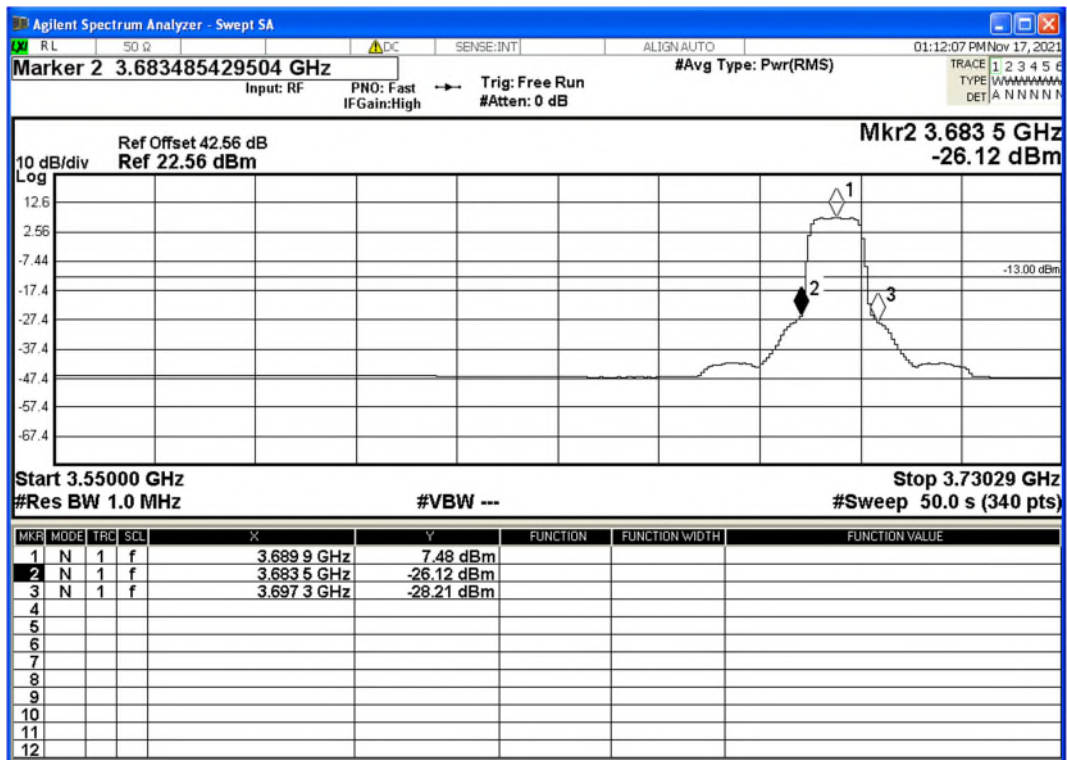 Agilent Spectrum Analyzer - Swept SA
LXI RL 50 Ω DC SENSE:INT ALIGN AUTO 01:12:07 PM Nov 17, 2021
Marker 2 3.683485429504 GHz #Avg Type: Pwr(RMS) TRACE 1 2 3 4 5 6
Input: RF PNO: Fast Trig: Free Run TYPE
IFGain:High #Atten: 0 dB DET A N N N N N
Mkr2 3.683 5 GHz
Ref Offset 42.56 dB
10 dB/div Ref 22.56 dBm -26.12 dBm
Log
12.6
1
2.56
-7.44
-13.00 dBm
-17.4
2 3
-27.4
-37.4
-47.4
-57.4
-67.4
Start 3.55000 GHz Stop 3.73029 GHz
#Res BW 1.0 MHz #VBW --- #Sweep 50.0 s (340 pts)
MKR MODE TRC SCL X Y FUNCTION FUNCTION WIDTH FUNCTION VALUE
1 N 1 f 3.689 9 GHz 7.48 dBm
2 N 1 f 3.683 5 GHz -26.12 dBm
3 N 1 f 3.697 3 GHz -28.21 dBm
4
5
6
7
8
9
10
11
12